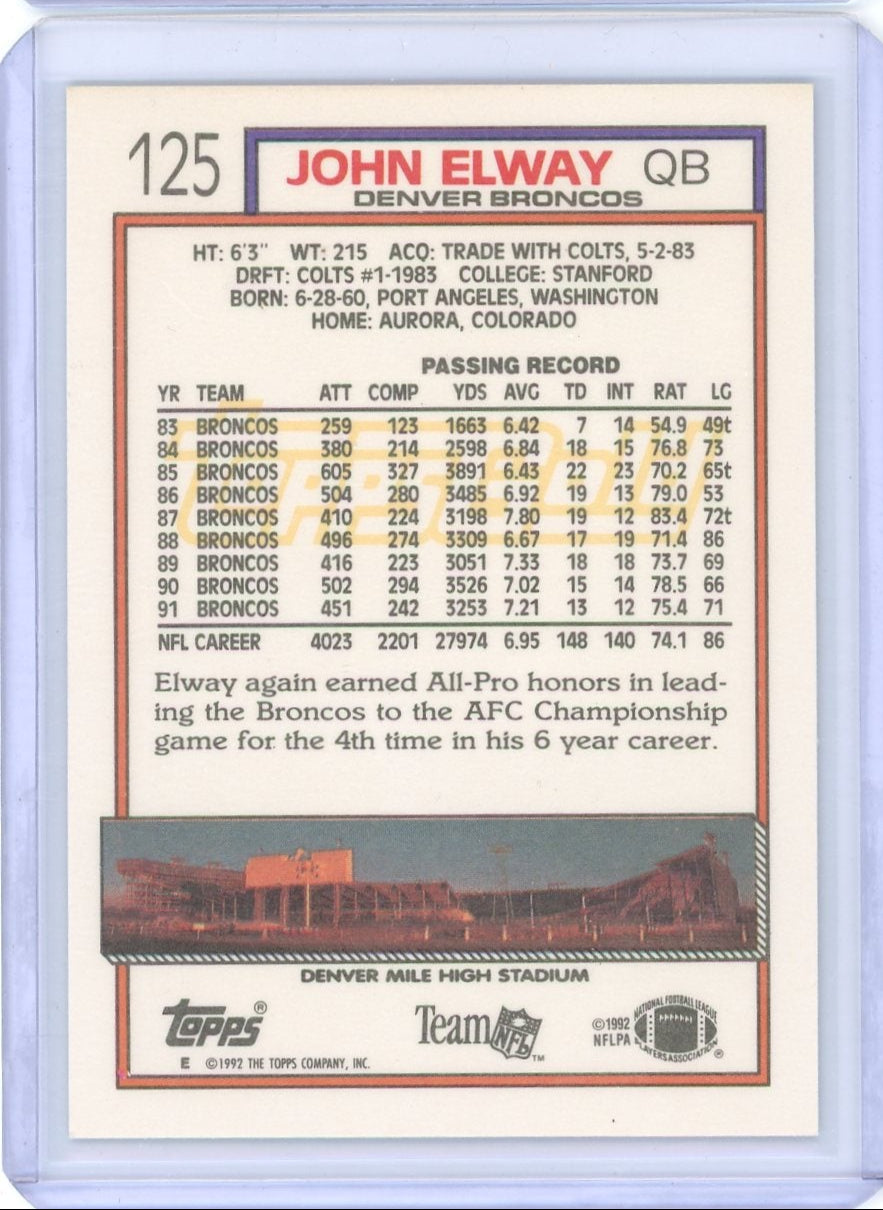 125
JOHN ELWAY QB
DENVER BRONCOS
HT: 6'3" WT: 215 ACQ: TRADE WITH COLTS, 5-2-83
DRFT: COLTS #1-1983 COLLEGE: STANFORD
BORN: 6-28-60, PORT ANGELES, WASHINGTON
HOME: AURORA, COLORADO
PASSING RECORD
YR TEAM ATT COMP YDS AVG TD INT RAT LG
83 BRONCOS 259 123 1663 6.42 7 14 54.9 49t
84 BRONCOS 380 214 2598 6.84 18 15 76.8 73
85 BRONCOS 605 327 3891 6.43 22 23 70.2 65t
86 BRONCOS 504 280 3485 6.92 19 13 79.0 53
87 BRONCOS 410 224 3198 7.80 19 12 83.4 72t
88 BRONCOS 496 274 3309 6.67 17 19 71.4 86
89 BRONCOS 416 223 3051 7.33 18 18 73.7 69
90 BRONCOS 502 294 3526 7.02 15 14 78.5 66
91 BRONCOS 451 242 3253 7.21 13 12 75.4 71
NFL CAREER 4023 2201 27974 6.95 148 140 74.1 86
Elway again earned All-Pro honors in lead-
ing the Broncos to the AFC Championship
game for the 4th time in his 6 year career.
DENVER MILE HIGH STADIUM
TOPPS®
E ©1992 THE TOPPS COMPANY, INC.
Team NFL™
©1992
NFLPA
NATIONAL FOOTBALL LEAGUE
PLAYERS ASSOCIATION®